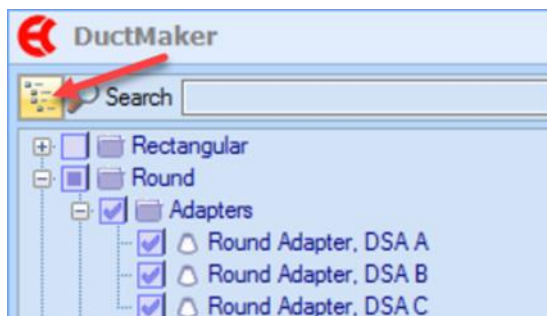 DuctMaker
Search
Rectangular
Round
Adapters
Round Adapter, DSA A
Round Adapter, DSA B
Round Adapter, DSA C